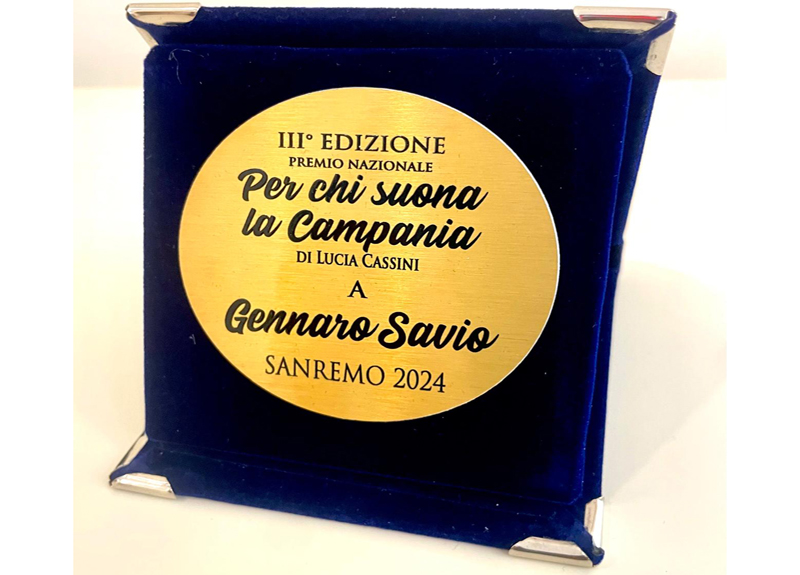 III° EDIZIONE
PREMIO NAZIONALE
Per chi suona
la Campania
DI LUCIA CASSINI
A
Gennaro Savio
SANREMO 2024